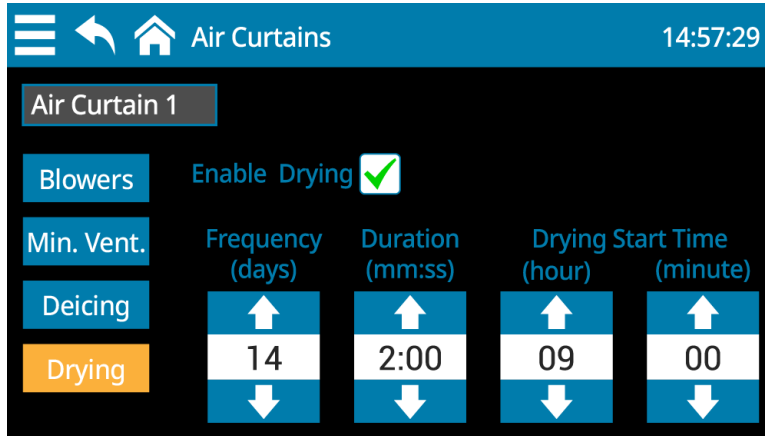 Air Curtains 14:57:29
Air Curtain 1
Blowers
Enable Drying
Min. Vent.
Frequency Duration Drying Start Time
(days) (mm:ss) (hour) (minute)
Deicing
14 2:00 09 00
Drying